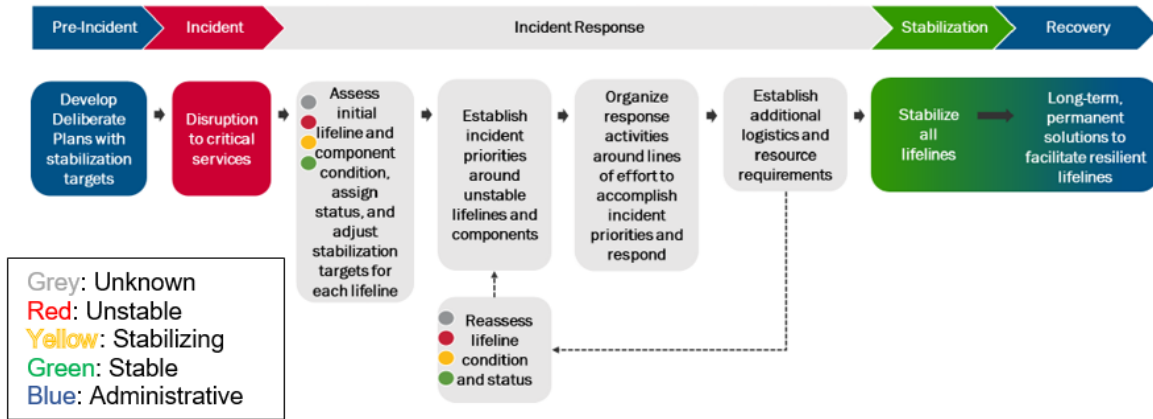 Pre-Incident
Incident
Incident Response
Stabilization
Recovery
Develop
Deliberate
Plans with
stabilization
targets
Disruption
to critical
services
Assess
initial
lifeline and
component
condition,
assign
status, and
adjust
stabilization
targets for
each lifeline
Establish
incident
priorities
around
unstable
lifelines and
components
Organize
response
activities
around lines
of effort to
accomplish
incident
priorities and
respond
Establish
additional
logistics and
resource
requirements
Stabilize
all
lifelines
Long-term,
permanent
solutions to
facilitate resilient
lifelines
Reassess
lifeline
condition
and status
Grey: Unknown
Red: Unstable
Yellow: Stabilizing
Green: Stable
Blue: Administrative